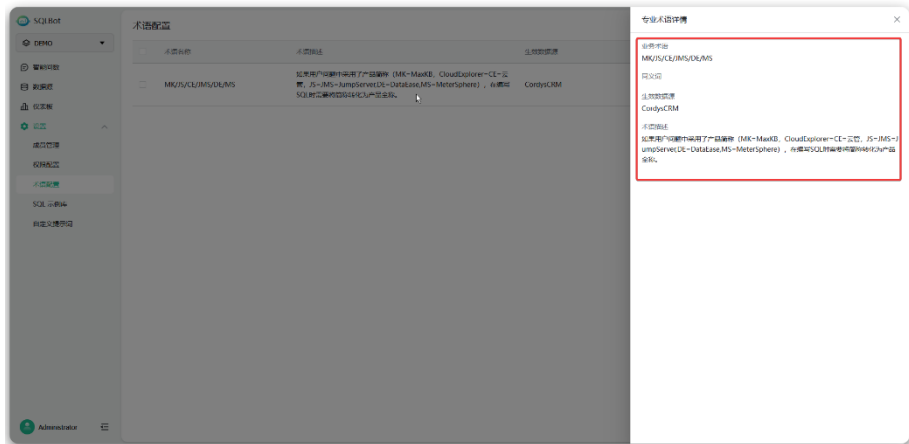 SQLBot
DEMO
智能问数
数据源
仪表板
设置
成员管理
权限配置
术语配置
SQL 示例库
自定义提示词
Administrator
术语配置
术语名称
术语描述
生效数据源
MK/JS/CE/JMS/DE/MS
如果用户问题中采用了产品简称（MK-MaxKB、CloudExplorer-CE-云
管，JS-JMS-JumpServer,DE-DataEase,MS-MeterSphere），在编写
SQL时需要将简称转化为产品全称。
CordysCRM
专业术语详情
业务术语
MK/JS/CE/JMS/DE/MS
同义词
生效数据源
CordysCRM
术语描述
如果用户问题中采用了产品简称（MK-MaxKB、CloudExplorer-CE-云管，JS-JMS-J
umpServer,DE-DataEase,MS-MeterSphere），在编写SQL时需要将简称转化为产品
全称。